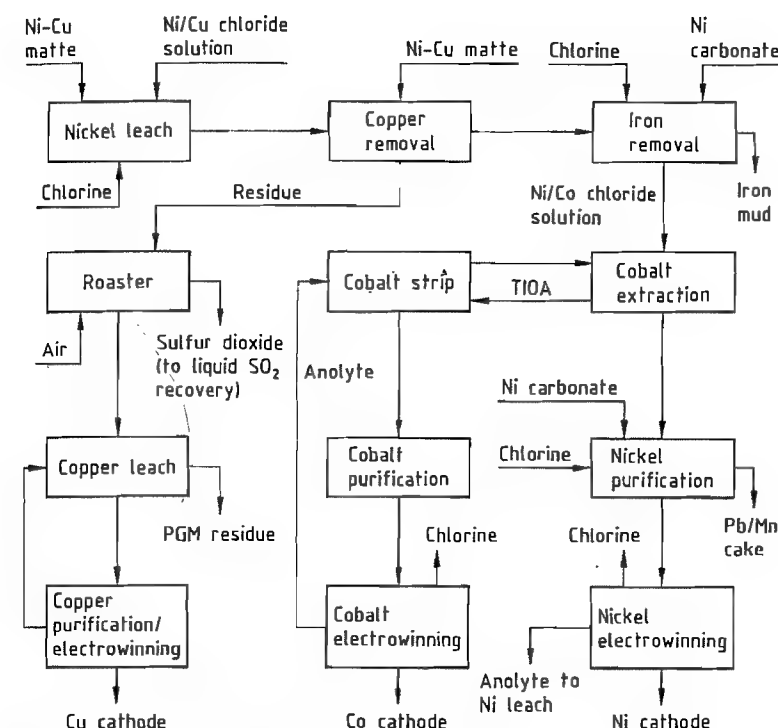 Ni-Cu
matte
Ni/Cu chloride
solution
Ni-Cu matte
Chlorine
Ni
carbonate
Nickel leach
Copper
removal
Iron
removal
Chlorine
Residue
Ni/Co chloride
solution
Iron
mud
Roaster
Cobalt strip
TIOA
Cobalt
extraction
Air
Sulfur dioxide
(to liquid SO₂
recovery)
Anolyte
Ni carbonate
Copper leach
Cobalt
purification
Chlorine
Nickel
purification
PGM residue
Pb/Mn
cake
Chlorine
Chlorine
Copper
purification/
electrowinning
Cobalt
electrowinning
Nickel
electrowinning
Anolyte to
Ni leach
Cu cathode
Co cathode
Ni cathode